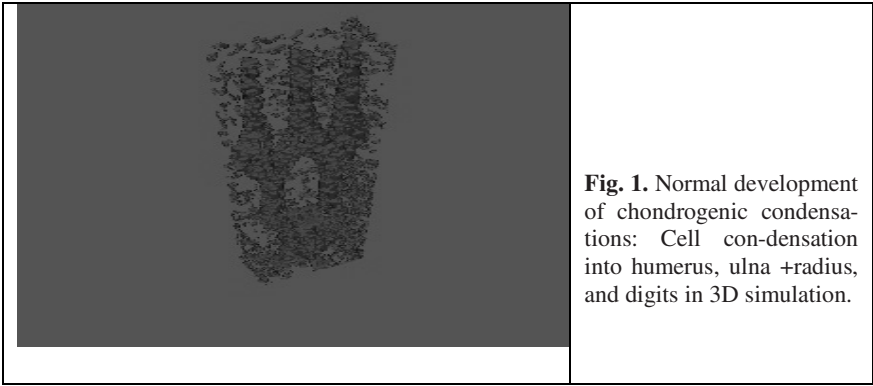 Fig. 1. Normal development
of chondrogenic condensa-
tions: Cell con-densation
into humerus, ulna +radius,
and digits in 3D simulation.